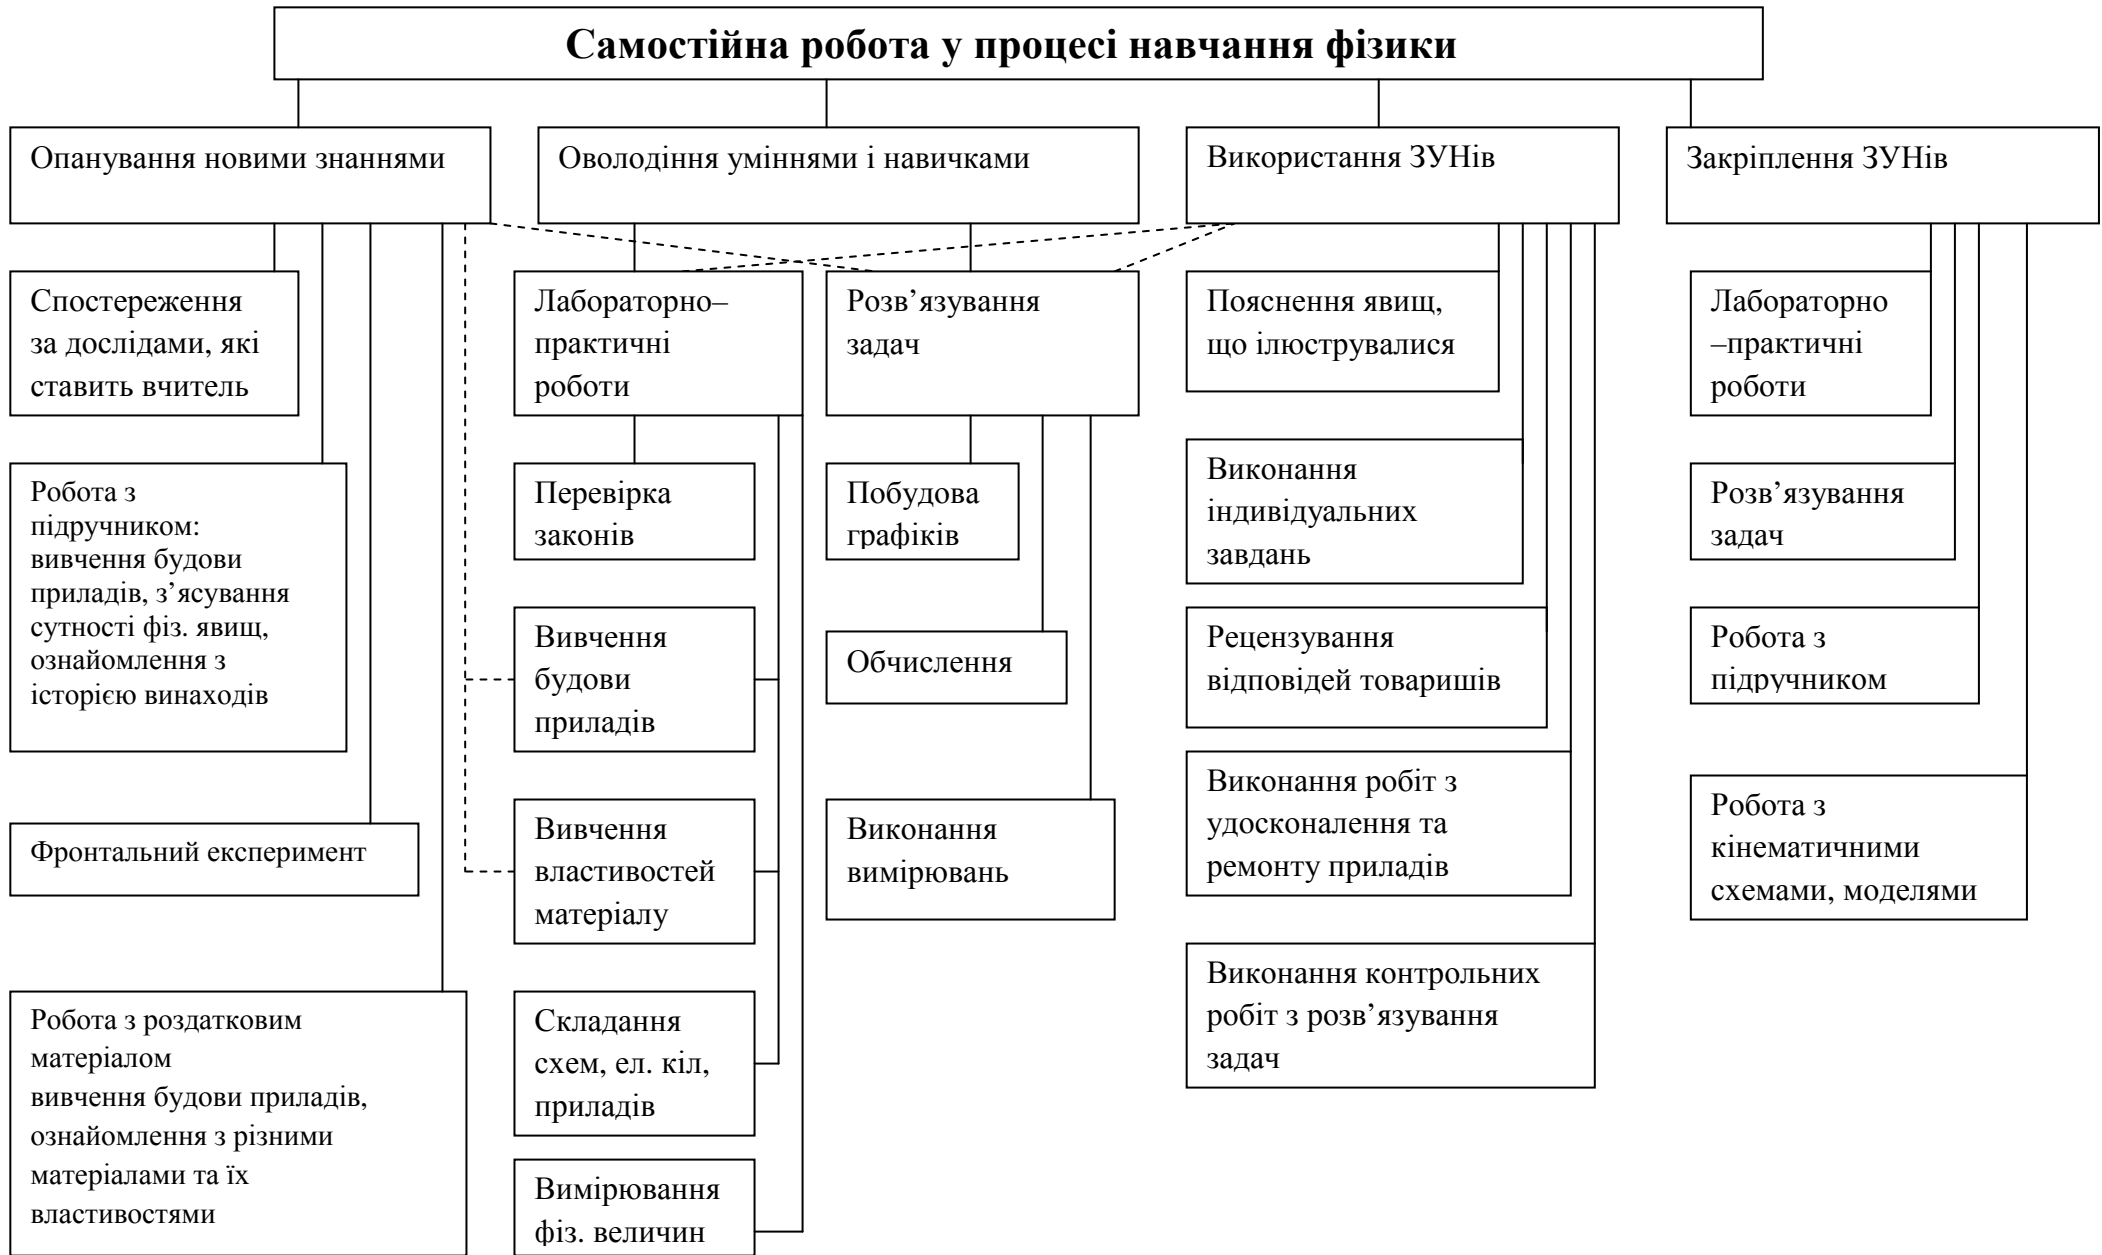 Самостійна робота у процесі навчання фізики
Опанування новими знаннями
Оволодіння уміннями і навичками
Використання ЗУНів
Закріплення ЗУНів
Спостереження
за дослідами, які
ставить вчитель
Робота з
підручником:
вивчення будови
приладів, з’ясування
сутності фіз. явищ,
ознайомлення з
історією винаходів
Фронтальний експеримент
Робота з роздатковим
матеріалом
вивчення будови приладів,
ознайомлення з різними
матеріалами та їх
властивостями
Лабораторно–
практичні
роботи
Перевірка
законів
Вивчення
будови
приладів
Вивчення
властивостей
матеріалу
Складання
схем, ел. кіл,
приладів
Вимірювання
фіз. величин
Розв’язування
задач
Побудова
графіків
Обчислення
Виконання
вимірювань
Пояснення явищ,
що ілюструвалися
Виконання
індивідуальних
завдань
Рецензування
відповідей товаришів
Виконання робіт з
удосконалення та
ремонту приладів
Виконання контрольних
робіт з розв’язування
задач
Лабораторно
–практичні
роботи
Розв’язування
задач
Робота з
підручником
Робота з
кінематичними
схемами, моделями